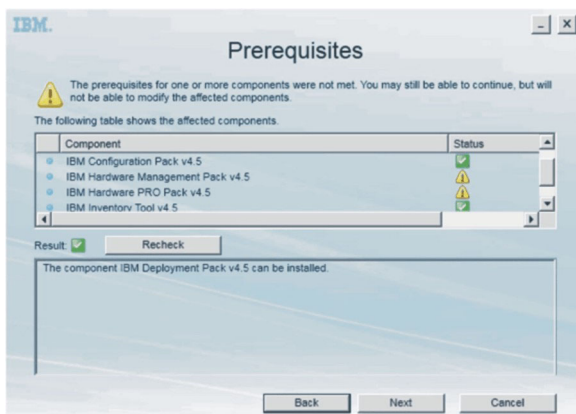 IBM.
Prerequisites
The prerequisites for one or more components were not met. You may still be able to continue, but will
not be able to modify the affected components.
The following table shows the affected components.
Component Status
IBM Configuration Pack v4.5
IBM Hardware Management Pack v4.5
IBM Hardware PRO Pack v4.5
IBM Inventory Tool v4.5
Result: Recheck
The component IBM Deployment Pack v4.5 can be installed.
Back Next Cancel